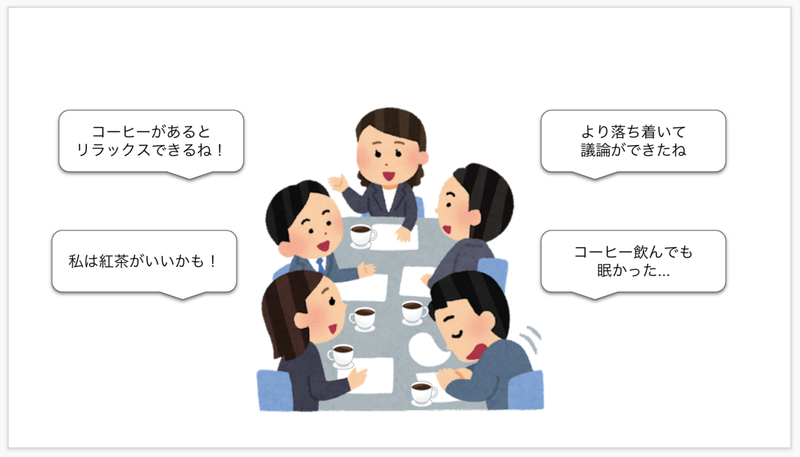 コーヒーがあると
リラックスできるね！
より落ち着いて
議論ができたね
私は紅茶がいいかも！
コーヒー飲んでも
眠かった...